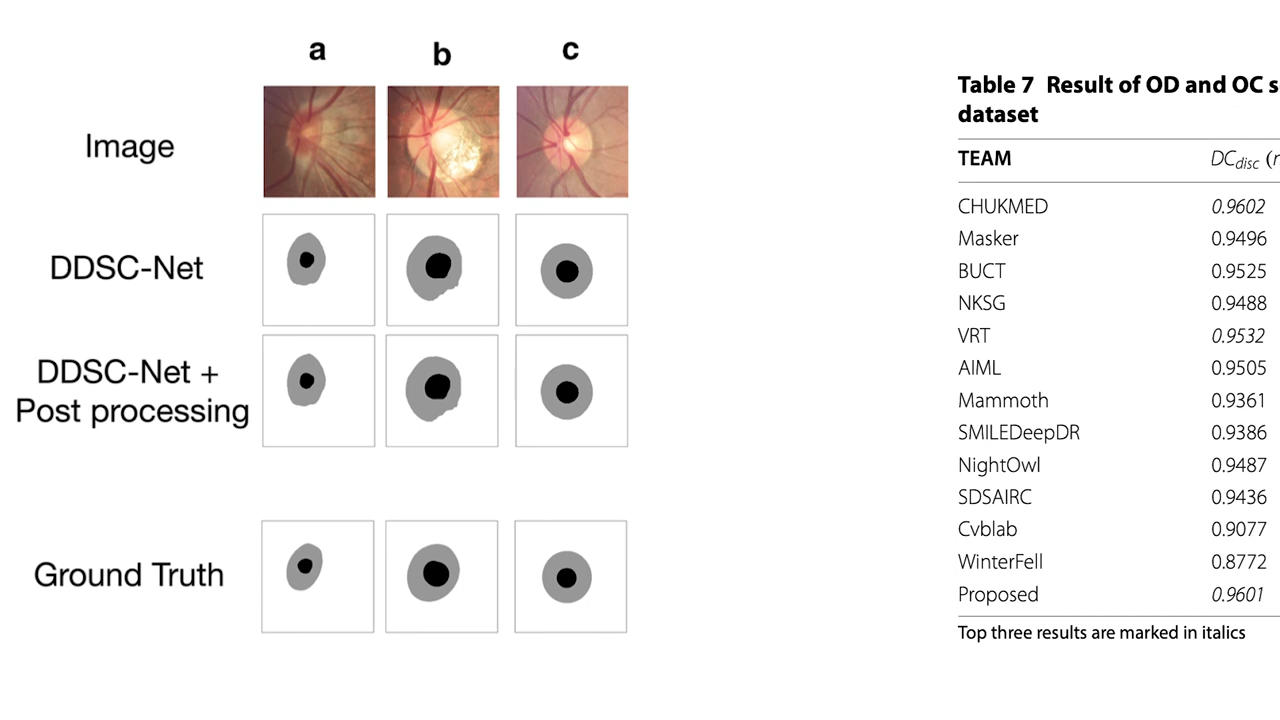 a b c
Image
DDSC-Net
DDSC-Net +
Post processing
Ground Truth
Table 7 Result of OD and OC s
dataset
TEAM DCdisc (r
CHUKMED 0.9602
Masker 0.9496
BUCT 0.9525
NKSG 0.9488
VRT 0.9532
AIML 0.9505
Mammoth 0.9361
SMILEDeepDR 0.9386
NightOwl 0.9487
SDSAIRC 0.9436
Cvblab 0.9077
WinterFell 0.8772
Proposed 0.9601
Top three results are marked in italics